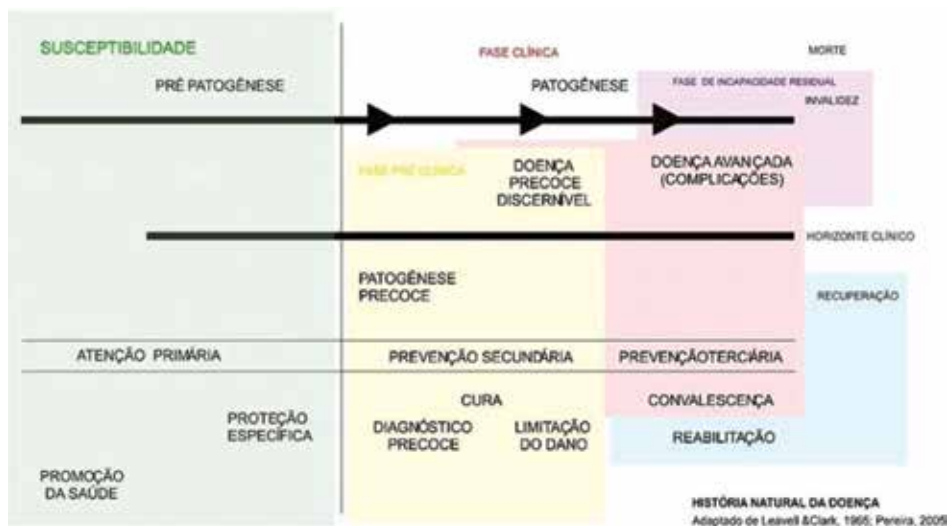 SUSCEPTIBILIDADE
FASE CLÍNICA
MORTE
PRÉ PATOGÊNESE
PATOGÊNESE
FASE DE INCAPACIDADE RESIDUAL
INVALIDEZ
FASE PRÉ CLÍNICA
DOENÇA
PRECOCE
DISCERNÍVEL
DOENÇA AVANÇADA
(COMPLICAÇÕES)
HORIZONTE CLÍNICO
PATOGÊNESE
PRECOCE
RECUPERAÇÃO
ATENÇÃO PRIMÁRIA
PREVENÇÃO SECUNDÁRIA
PREVENÇÃOTERCIÁRIA
CURA
CONVALESCENÇA
PROTEÇÃO
ESPECÍFICA
DIAGNÓSTICO
PRECOCE
LIMITAÇÃO
DO DANO
REABILITAÇÃO
PROMOÇÃO
DA SAÚDE
HISTÓRIA NATURAL DA DOENÇA
Adaptado de Leavell &Clark, 1965; Pereira, 2005